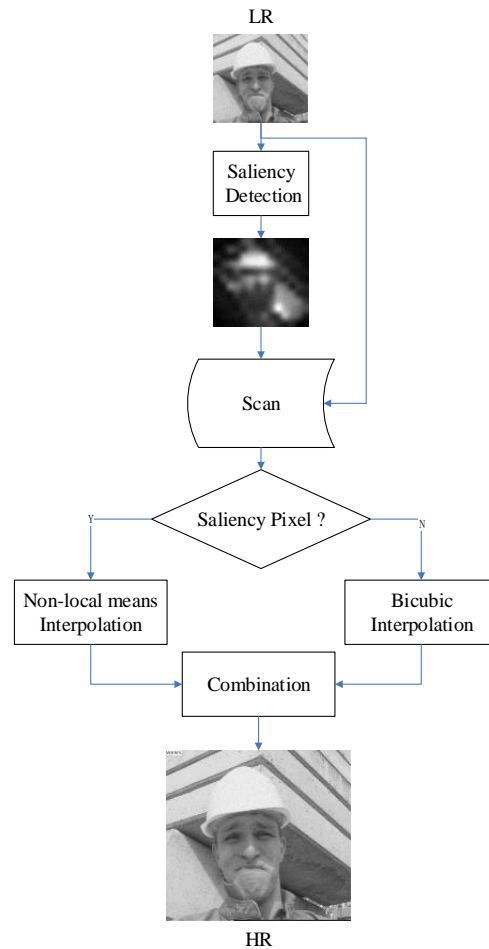 LR
Saliency
Detection
Scan
Saliency Pixel ?
Y
N
Non-local means
Interpolation
Bicubic
Interpolation
Combination
HR